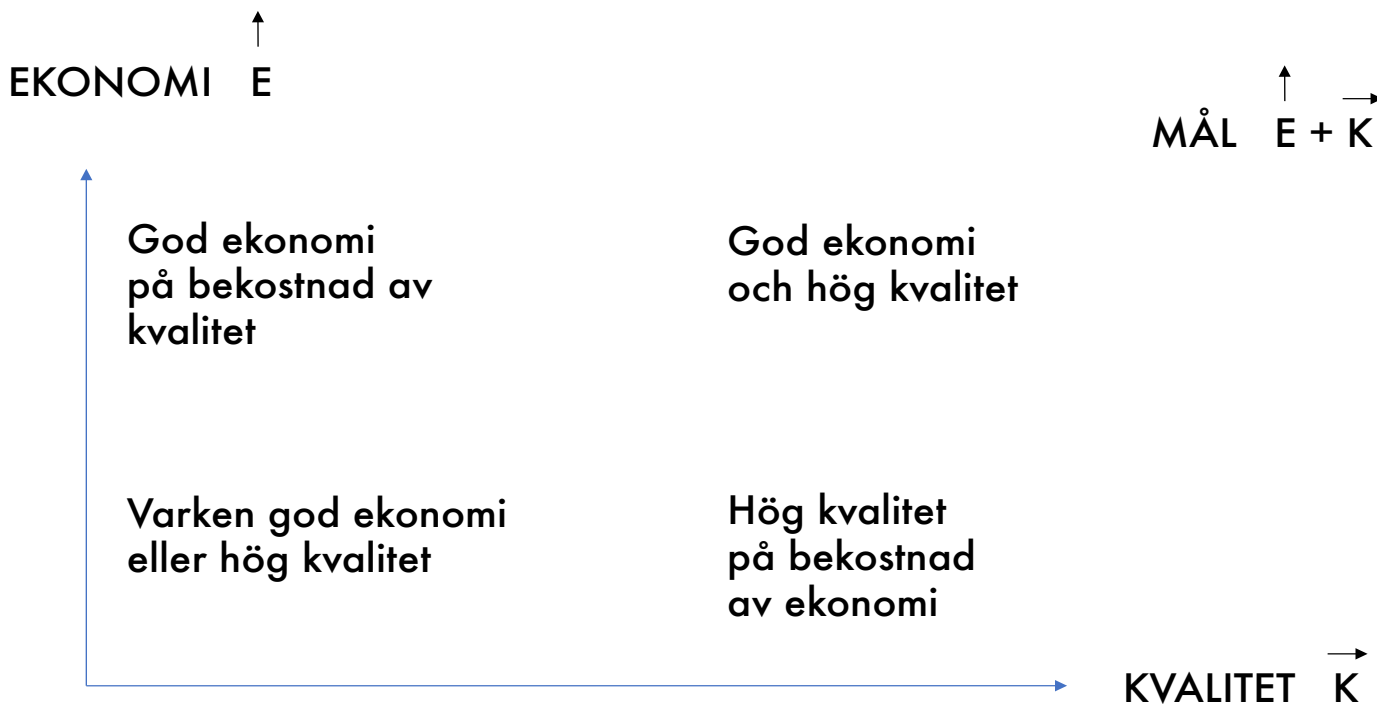 EKONOMI E
MÅL E + K
God ekonomi
på bekostnad av
kvalitet
God ekonomi
och hög kvalitet
Varken god ekonomi
eller hög kvalitet
Hög kvalitet
på bekostnad
av ekonomi
KVALITET K